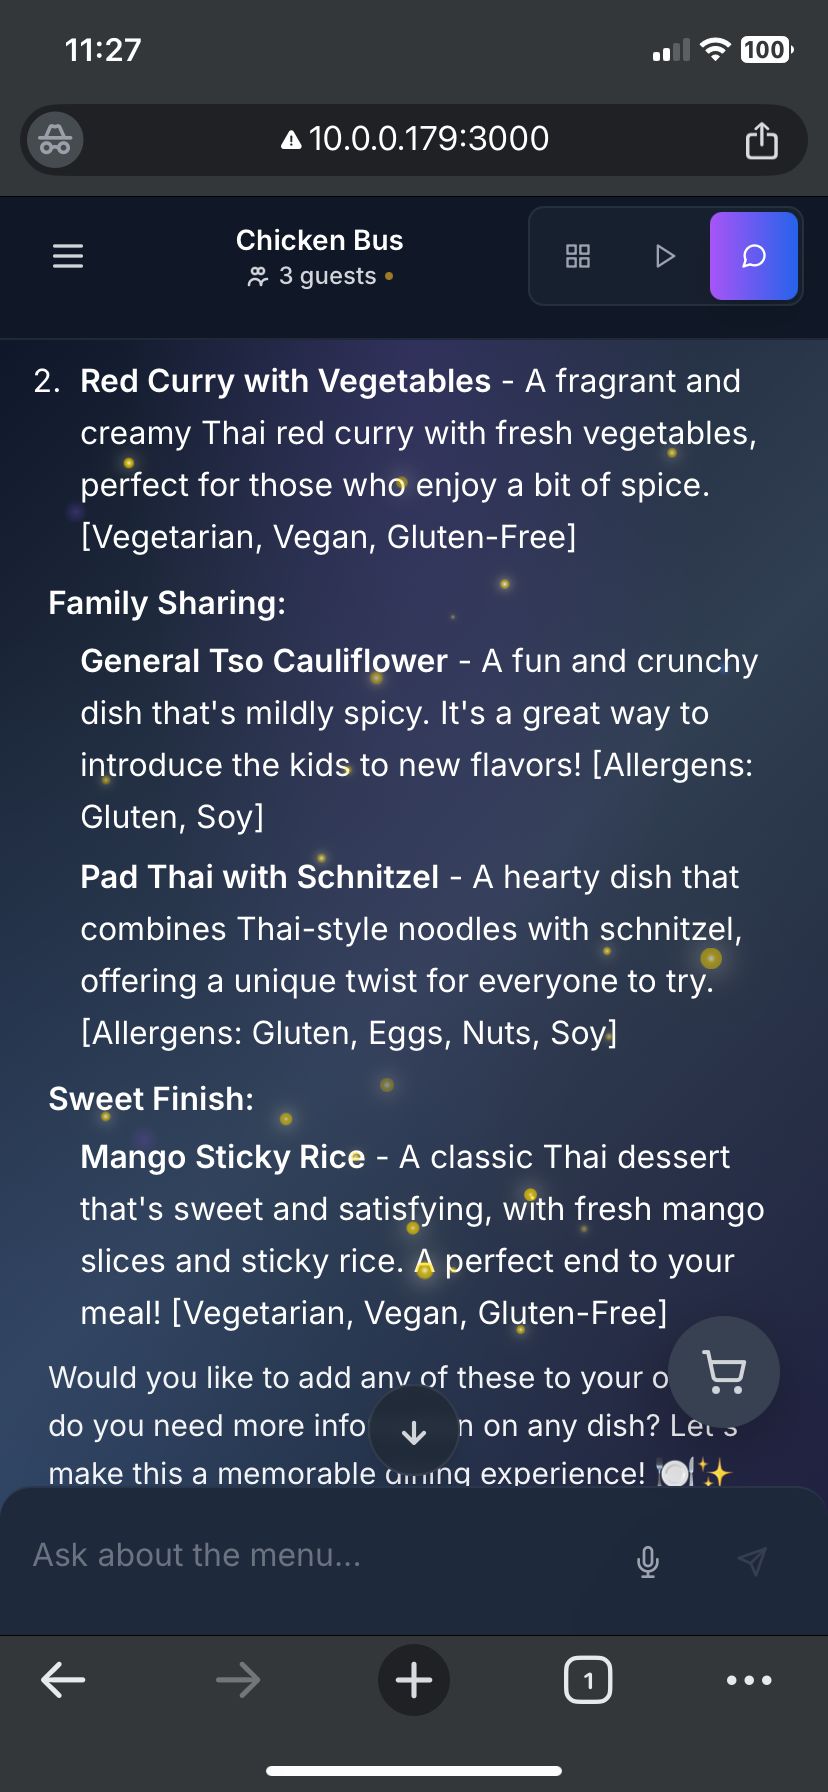 11:27
100
10.0.0.179:3000
Chicken Bus
3 guests
2. Red Curry with Vegetables - A fragrant and
creamy Thai red curry with fresh vegetables,
perfect for those who enjoy a bit of spice.
[Vegetarian, Vegan, Gluten-Free]
Family Sharing:
General Tso Cauliflower - A fun and crunchy
dish that's mildly spicy. It's a great way to
introduce the kids to new flavors! [Allergens:
Gluten, Soy]
Pad Thai with Schnitzel - A hearty dish that
combines Thai-style noodles with schnitzel,
offering a unique twist for everyone to try.
[Allergens: Gluten, Eggs, Nuts, Soy]
Sweet Finish:
Mango Sticky Rice - A classic Thai dessert
that's sweet and satisfying, with fresh mango
slices and sticky rice. A perfect end to your
meal! [Vegetarian, Vegan, Gluten-Free]
Would you like to add any of these to your
do you need more on any dish? Let's
make this a memorable dining experience! 🍽️✨
Ask about the menu...
1